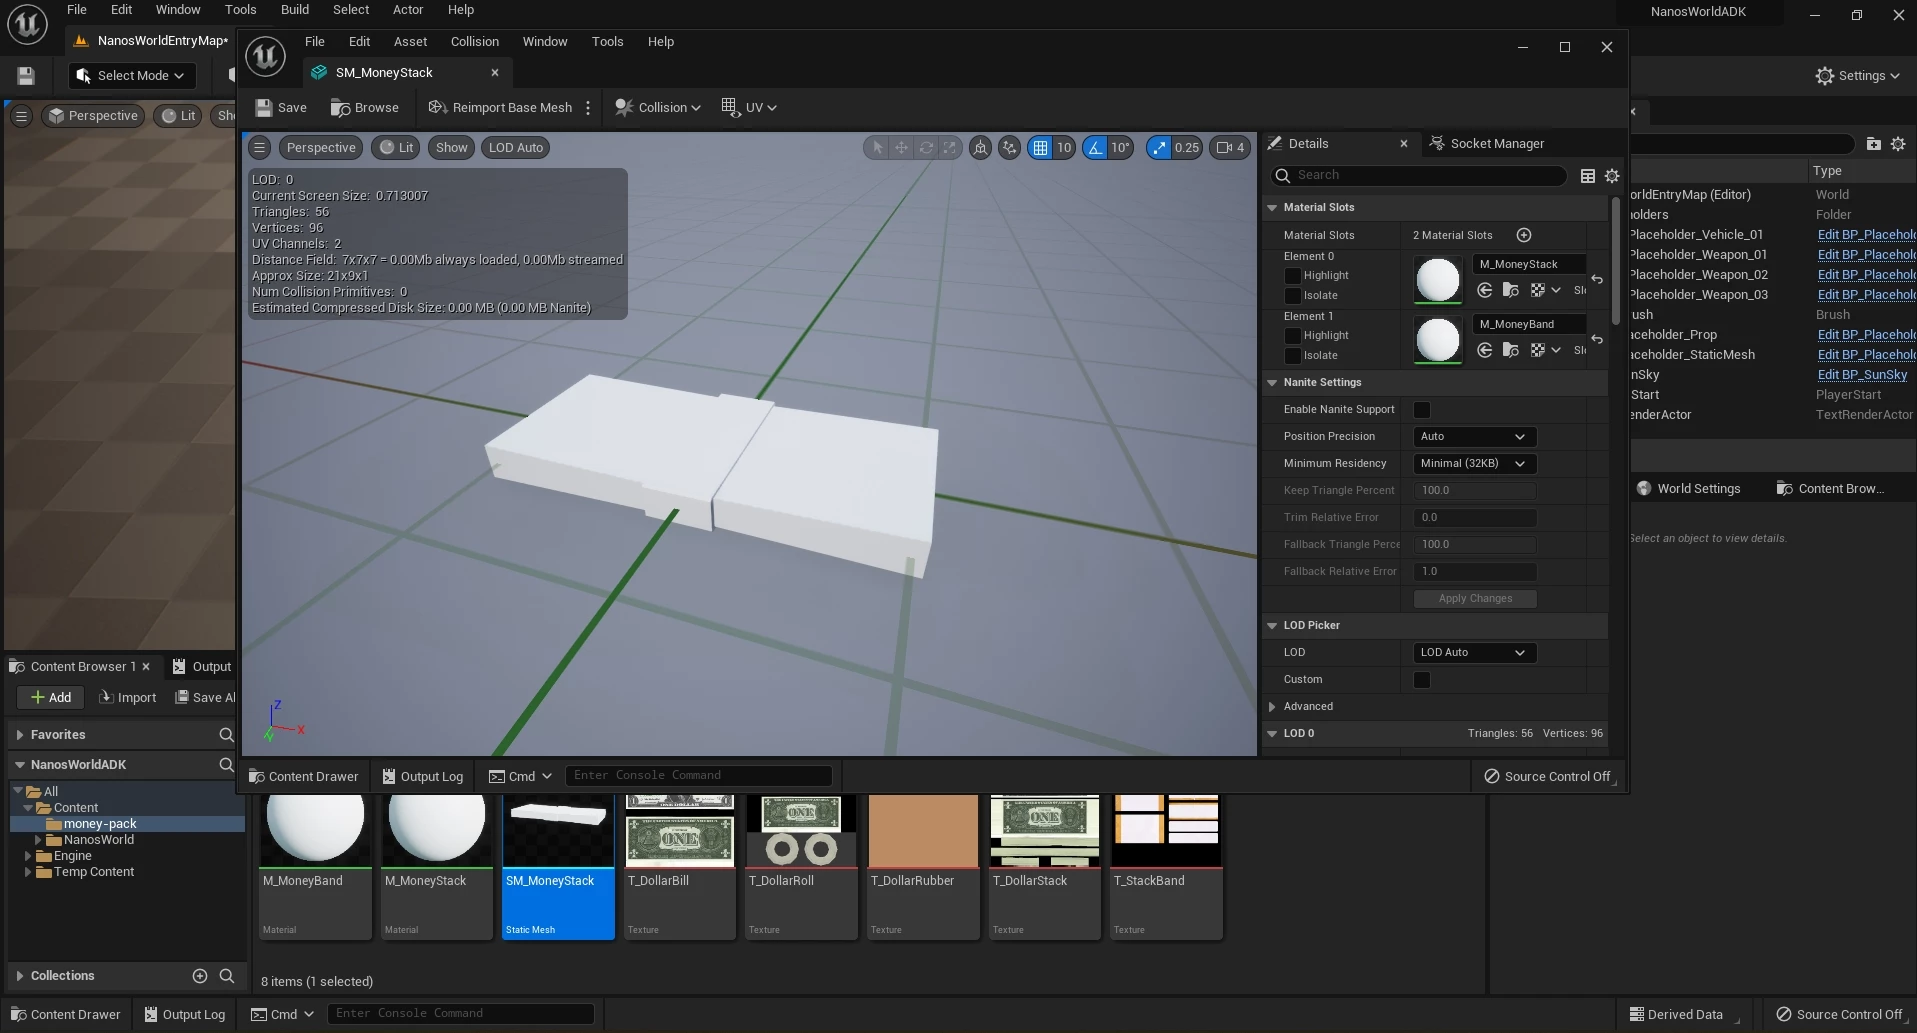 File Edit Window Tools Build Select Actor Help
NanosWorldADK
NanosWorldEntryMap*
Select Mode
Settings
Perspective
Lit
File Edit Asset Collision Window Tools Help
SM_MoneyStack
Save
Browse
Reimport Base Mesh
Collision
UV
Perspective
Lit
Show
LOD Auto
10
10°
0.25
4
LOD: 0
Current Screen Size: 0.713007
Triangles: 56
Vertices: 96
UV Channels: 2
Distance Field: 7x7x7 = 0.00Mb always loaded, 0.00Mb streamed
Approx Size: 21x9x1
Num Collision Primitives: 0
Estimated Compressed Disk Size: 0.00 MB (0.00 MB Nanite)
Z
X
Y
Details
Socket Manager
Search
Material Slots
Material Slots 2 Material Slots
Element 0
Highlight
Isolate
M_MoneyStack
Element 1
Highlight
Isolate
M_MoneyBand
Nanite Settings
Enable Nanite Support
Position Precision Auto
Minimum Residency Minimal (32KB)
Keep Triangle Percent 100.0
Trim Relative Error 0.0
Fallback Triangle Perce 100.0
Fallback Relative Error 1.0
Apply Changes
LOD Picker
LOD LOD Auto
Custom
Advanced
LOD 0 Triangles: 56 Vertices: 96
Content Drawer
Output Log
Cmd
Enter Console Command
Source Control Off
Type
orldEntryMap (Editor) World
holders Folder
Placeholder_Vehicle_01 Edit BP_Placehold
Placeholder_Weapon_01 Edit BP_Placehold
Placeholder_Weapon_02 Edit BP_Placehold
Placeholder_Weapon_03 Edit BP_Placehold
rush Brush
aceholder_Prop Edit BP_Placehold
aceholder_StaticMesh Edit BP_Placehold
nSky Edit BP_SunSky
Start PlayerStart
enderActor TextRenderActor
World Settings
Content Brow...
Select an object to view details.
Content Browser 1
Output
Add
Import
Save Al
Favorites
NanosWorldADK
All
Content
money-pack
NanosWorld
Engine
Temp Content
Collections
M_MoneyBand
Material
M_MoneyStack
Material
SM_MoneyStack
Static Mesh
T_DollarBill
Texture
T_DollarRoll
Texture
T_DollarRubber
Texture
T_DollarStack
Texture
T_StackBand
Texture
ONE
ONE
ONE
8 items (1 selected)
Content Drawer
Output Log
Cmd
Enter Console Command
Derived Data
Source Control Off